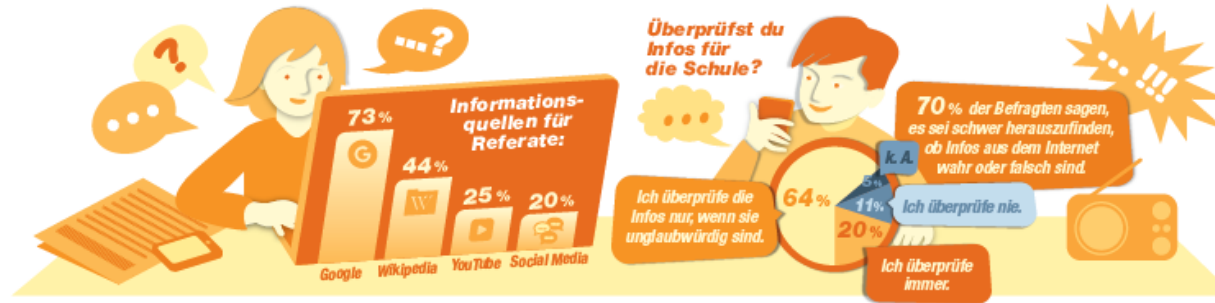 ?
...
...?
Informations-
quellen für
Referate:
73%
G
44%
W
25%
20%
Google
Wikipedia
YouTube
Social Media
Überprüfst du
Infos für
die Schule?
...
... !!!
70% der Befragten sagen,
es sei schwer herauszufinden,
ob Infos aus dem Internet
wahr oder falsch sind.
k. A.
5%
64%
11%
20%
Ich überprüfe die
Infos nur, wenn sie
unglaubwürdig sind.
Ich überprüfe nie.
Ich überprüfe
immer.